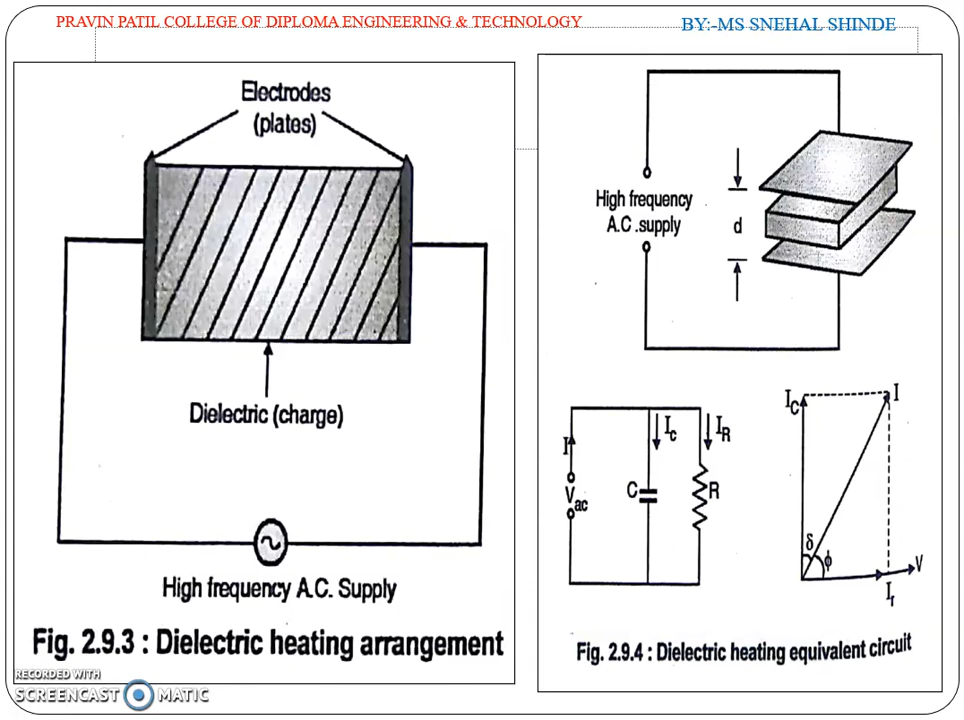 PRAVIN PATIL COLLEGE OF DIPLOMA ENGINEERING & TECHNOLOGY
BY:-MS SNEHAL SHINDE
Electrodes
(plates)
Dielectric (charge)
High frequency A.C. Supply
Fig. 2.9.3 : Dielectric heating arrangement
High frequency
A.C .supply
d
I
V ac
C
I c
I R
R
I C
I
δ
ϕ
V
I r
Fig. 2.9.4 : Dielectric heating equivalent circuit
RECORDED WITH
SCREENCAST MATIC